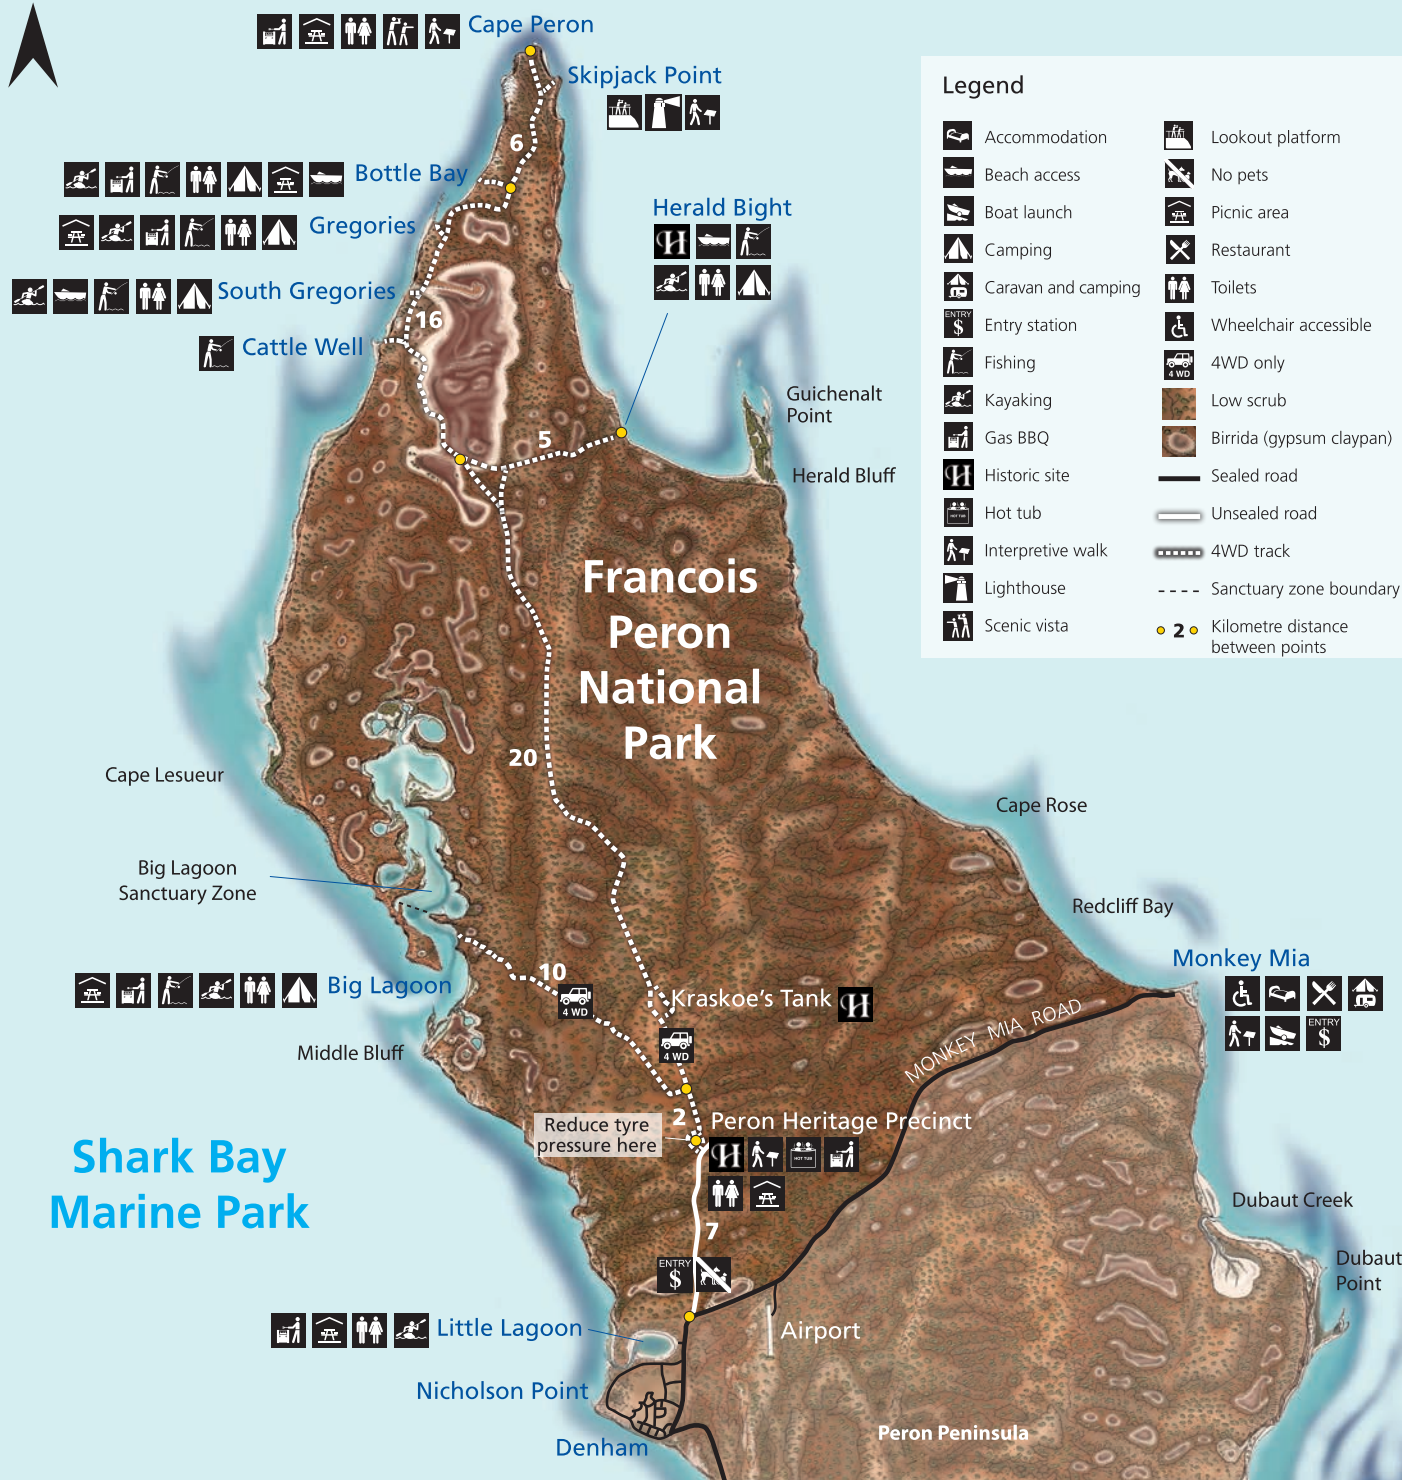 Cape Peron
Skipjack Point
6
Bottle Bay
Gregories
South Gregories
16
Cattle Well
Herald Bight
5
Guichenalt
Point
Herald Bluff
Francois
Peron
National
Park
20
Cape Lesueur
Big Lagoon
Sanctuary Zone
Cape Rose
Redcliff Bay
Monkey Mia
ENTRY
$
MONKEY MIA ROAD
10
4 WD
Big Lagoon
Kraskoe's Tank
H
4 WD
Middle Bluff
2
Reduce tyre
pressure here
Peron Heritage Precinct
H
HOT TUB
Shark Bay
Marine Park
7
ENTRY
$
Dubaut Creek
Dubaut
Point
Little Lagoon
Airport
Nicholson Point
Denham
Peron Peninsula
H
Legend
Accommodation
Beach access
Boat launch
Camping
Caravan and camping
ENTRY
$
Entry station
Fishing
Kayaking
Gas BBQ
H
Historic site
HOT TUB
Hot tub
Interpretive walk
Lighthouse
Scenic vista
Lookout platform
No pets
Picnic area
Restaurant
Toilets
Wheelchair accessible
4 WD
4WD only
Low scrub
Birrida (gypsum claypan)
Sealed road
Unsealed road
4WD track
Sanctuary zone boundary
2
Kilometre distance
between points